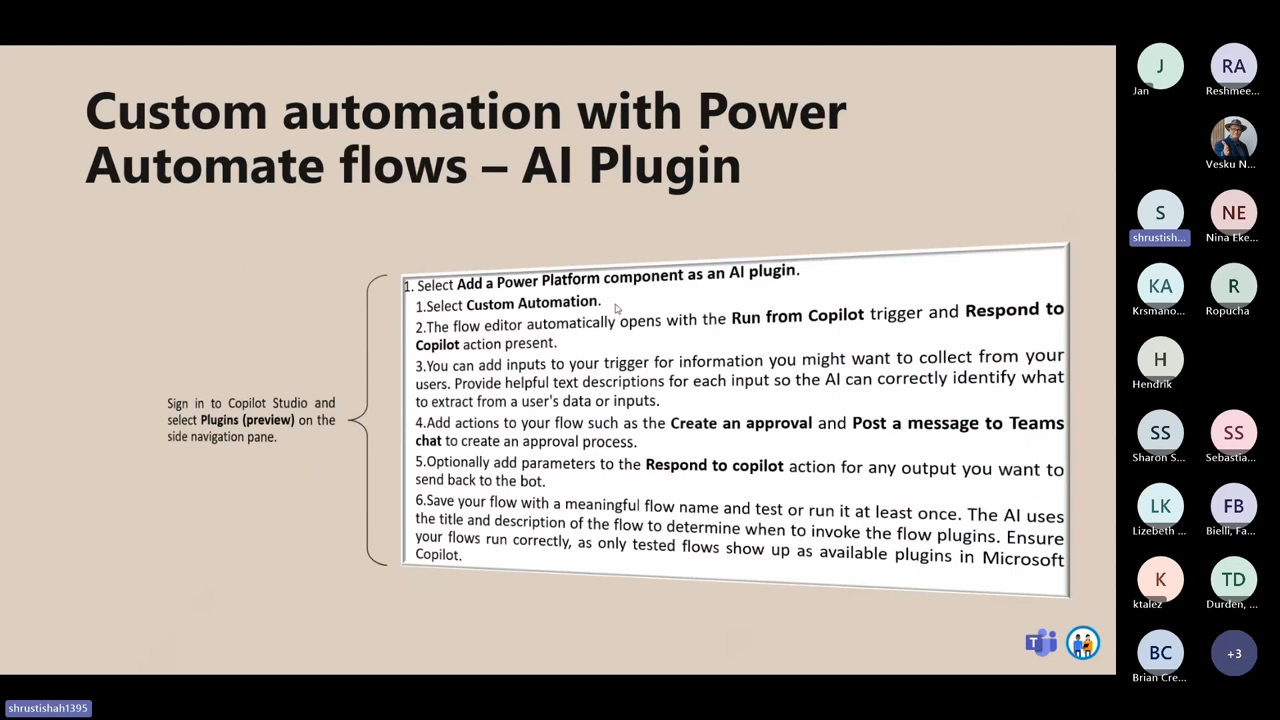 Custom automation with Power
Automate flows – AI Plugin
Sign in to Copilot Studio and
select Plugins (preview) on the
side navigation pane.
1. Select Add a Power Platform component as an AI plugin.
1.Select Custom Automation.
2.The flow editor automatically opens with the Run from Copilot trigger and Respond to
Copilot action present.
3.You can add inputs to your trigger for information you might want to collect from your
users. Provide helpful text descriptions for each input so the AI can correctly identify what
to extract from a user's data or inputs.
4.Add actions to your flow such as the Create an approval and Post a message to Teams
chat to create an approval process.
5.Optionally add parameters to the Respond to copilot action for any output you want to
send back to the bot.
6.Save your flow with a meaningful flow name and test or run it at least once. The AI uses
the title and description of the flow to determine when to invoke the flow plugins. Ensure
your flows run correctly, as only tested flows show up as available plugins in Microsoft
Copilot.
T
J
RA
Jan
Reshmee...
Vesku N...
S
NE
shrustish...
Nina Eke...
KA
R
Krsmano...
Ropucha
H
Hendrik
SS
SS
Sharon S...
Sebastia...
LK
FB
Lizebeth ...
Bielli, Fa...
K
TD
ktalez
Durden, ...
BC
+3
Brian Cre...
shrustishah1395